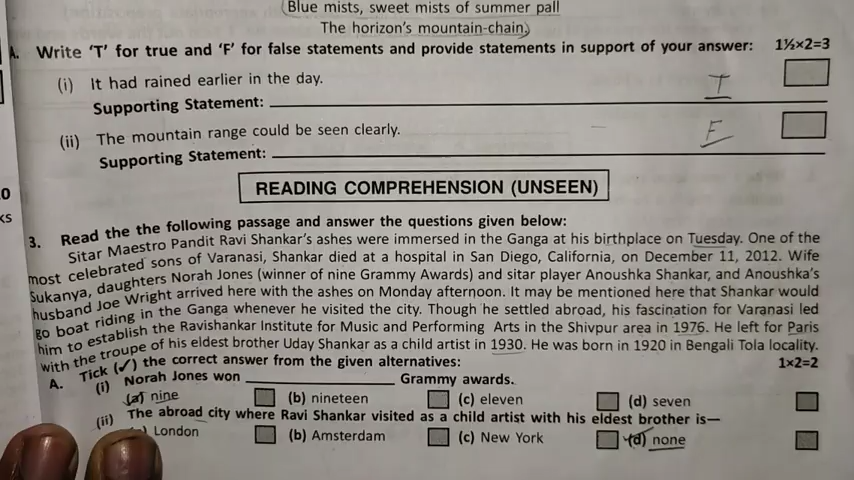 Blue mists, sweet mists of summer pall
The horizon's mountain-chain.)
A. Write 'T' for true and 'F' for false statements and provide statements in support of your answer: 1½×2=3
(i) It had rained earlier in the day.
T
Supporting Statement:
(ii) The mountain range could be seen clearly.
F
Supporting Statement:
READING COMPREHENSION (UNSEEN)
3. Read the the following passage and answer the questions given below:
Sitar Maestro Pandit Ravi Shankar's ashes were immersed in the Ganga at his birthplace on Tuesday. One of the
most celebrated sons of Varanasi, Shankar died at a hospital in San Diego, California, on December 11, 2012. Wife
Sukanya, daughters Norah Jones (winner of nine Grammy Awards) and sitar player Anoushka Shankar, and Anoushka's
husband Joe Wright arrived here with the ashes on Monday afternoon. It may be mentioned here that Shankar would
go boat riding in the Ganga whenever he visited the city. Though he settled abroad, his fascination for Varanasi led
him to establish the Ravishankar Institute for Music and Performing Arts in the Shivpur area in 1976. He left for Paris
with the troupe of his eldest brother Uday Shankar as a child artist in 1930. He was born in 1920 in Bengali Tola locality.
A. Tick (✓) the correct answer from the given alternatives: 1×2=2
(i) Norah Jones won Grammy awards.
(a) nine (b) nineteen (c) eleven (d) seven
(ii) The abroad city where Ravi Shankar visited as a child artist with his eldest brother is—
London (b) Amsterdam (c) New York (d) none